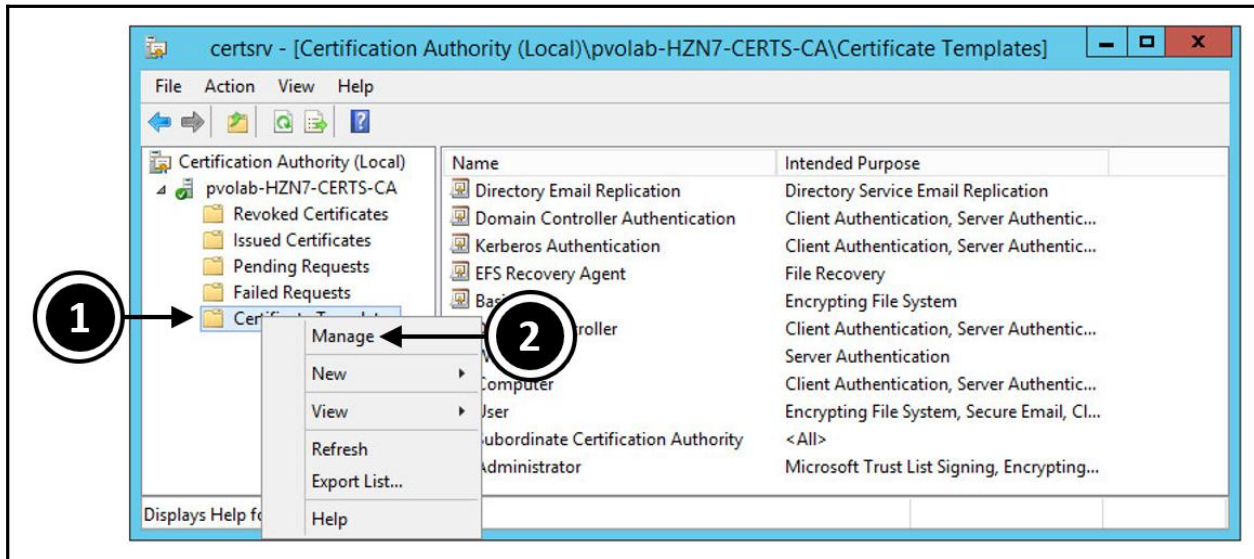 certsrv - [Certification Authority (Local)\pvolab-HZN7-CERTS-CA\Certificate Templates]
File Action View Help
Certification Authority (Local)
pvolab-HZN7-CERTS-CA
Revoked Certificates
Issued Certificates
Pending Requests
Failed Requests
1
Manage
2
New
View
Refresh
Export List...
Help
Name Intended Purpose
Directory Email Replication Directory Service Email Replication
Domain Controller Authentication Client Authentication, Server Authentic...
Kerberos Authentication Client Authentication, Server Authentic...
EFS Recovery Agent File Recovery
Encrypting File System
Client Authentication, Server Authentic...
Server Authentication
Computer Client Authentication, Server Authentic...
User Encrypting File System, Secure Email, Cl...
Subordinate Certification Authority <All>
Administrator Microsoft Trust List Signing, Encrypting...
Displays Help